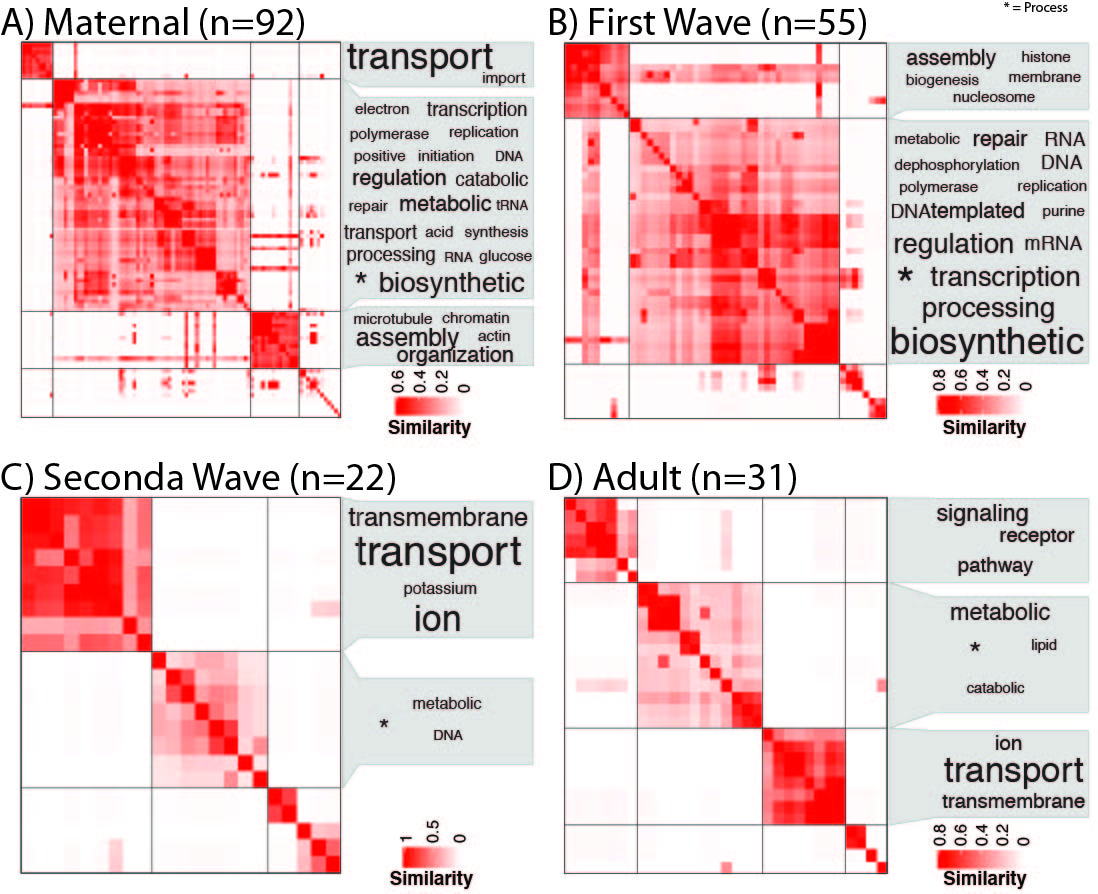 A) Maternal (n=92)
transport
import
electron transcription
polymerase replication
positive initiation DNA
regulation catabolic
repair metabolic tRNA
transport acid synthesis
processing RNA glucose
* biosynthetic
microtubule chromatin
assembly actin
organization
0.6 0.4 0.2 0
Similarity
B) First Wave (n=55)
* = Process
assembly histone
biogenesis membrane
nucleosome
metabolic repair RNA
dephosphorylation DNA
polymerase replication
DNAtemplated purine
regulation mRNA
* transcription
processing
biosynthetic
0.8 0.6 0.4 0.2 0
Similarity
C) Seconda Wave (n=22)
transmembrane
transport
potassium
ion
metabolic
*
DNA
1 0.5 0
Similarity
D) Adult (n=31)
signaling
receptor
pathway
metabolic
* lipid
catabolic
ion
transport
transmembrane
0.8 0.6 0.4 0.2 0
Similarity